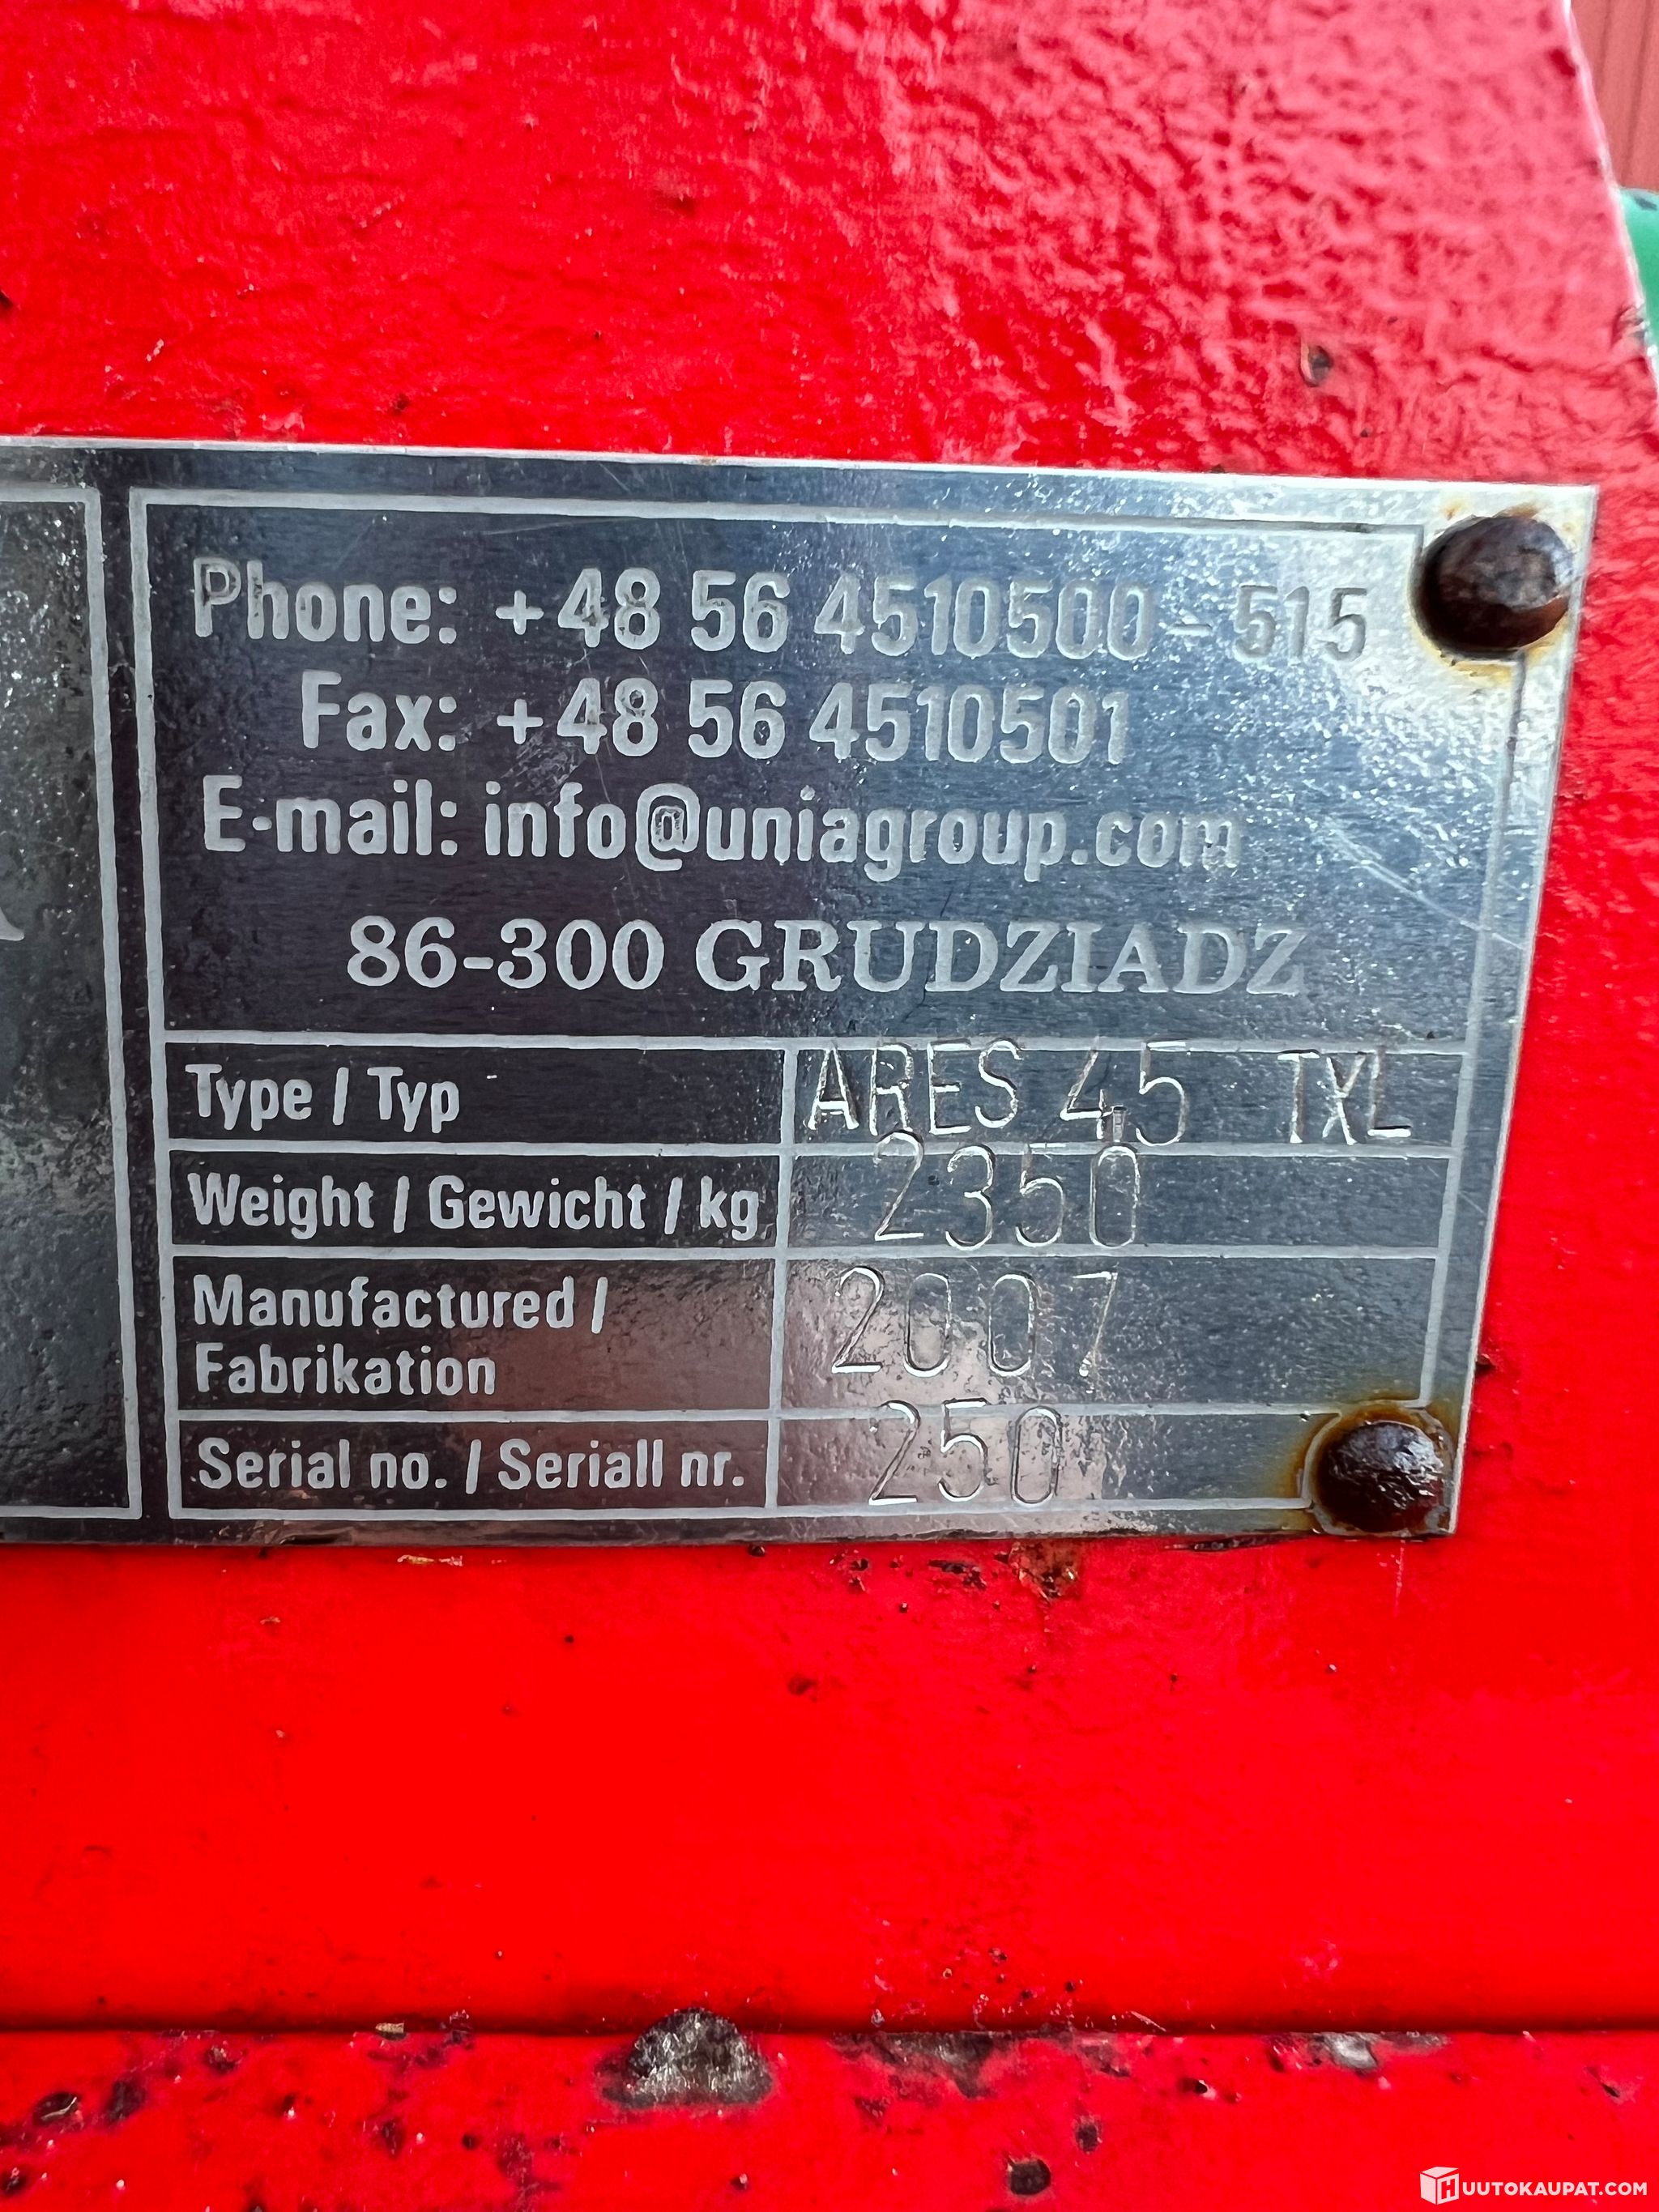 Phone: +48 56 4510500 - 515
Fax: +48 56 4510501
E-mail: info@uniagroup.com
86-300 GRUDZIADZ
Type / Typ ARES 4,5 TXL
Weight / Gewicht / kg 2350
Manufactured / Fabrikation 2007
Serial no. / Seriall nr. 250
HUUTOKAUPAT.COM